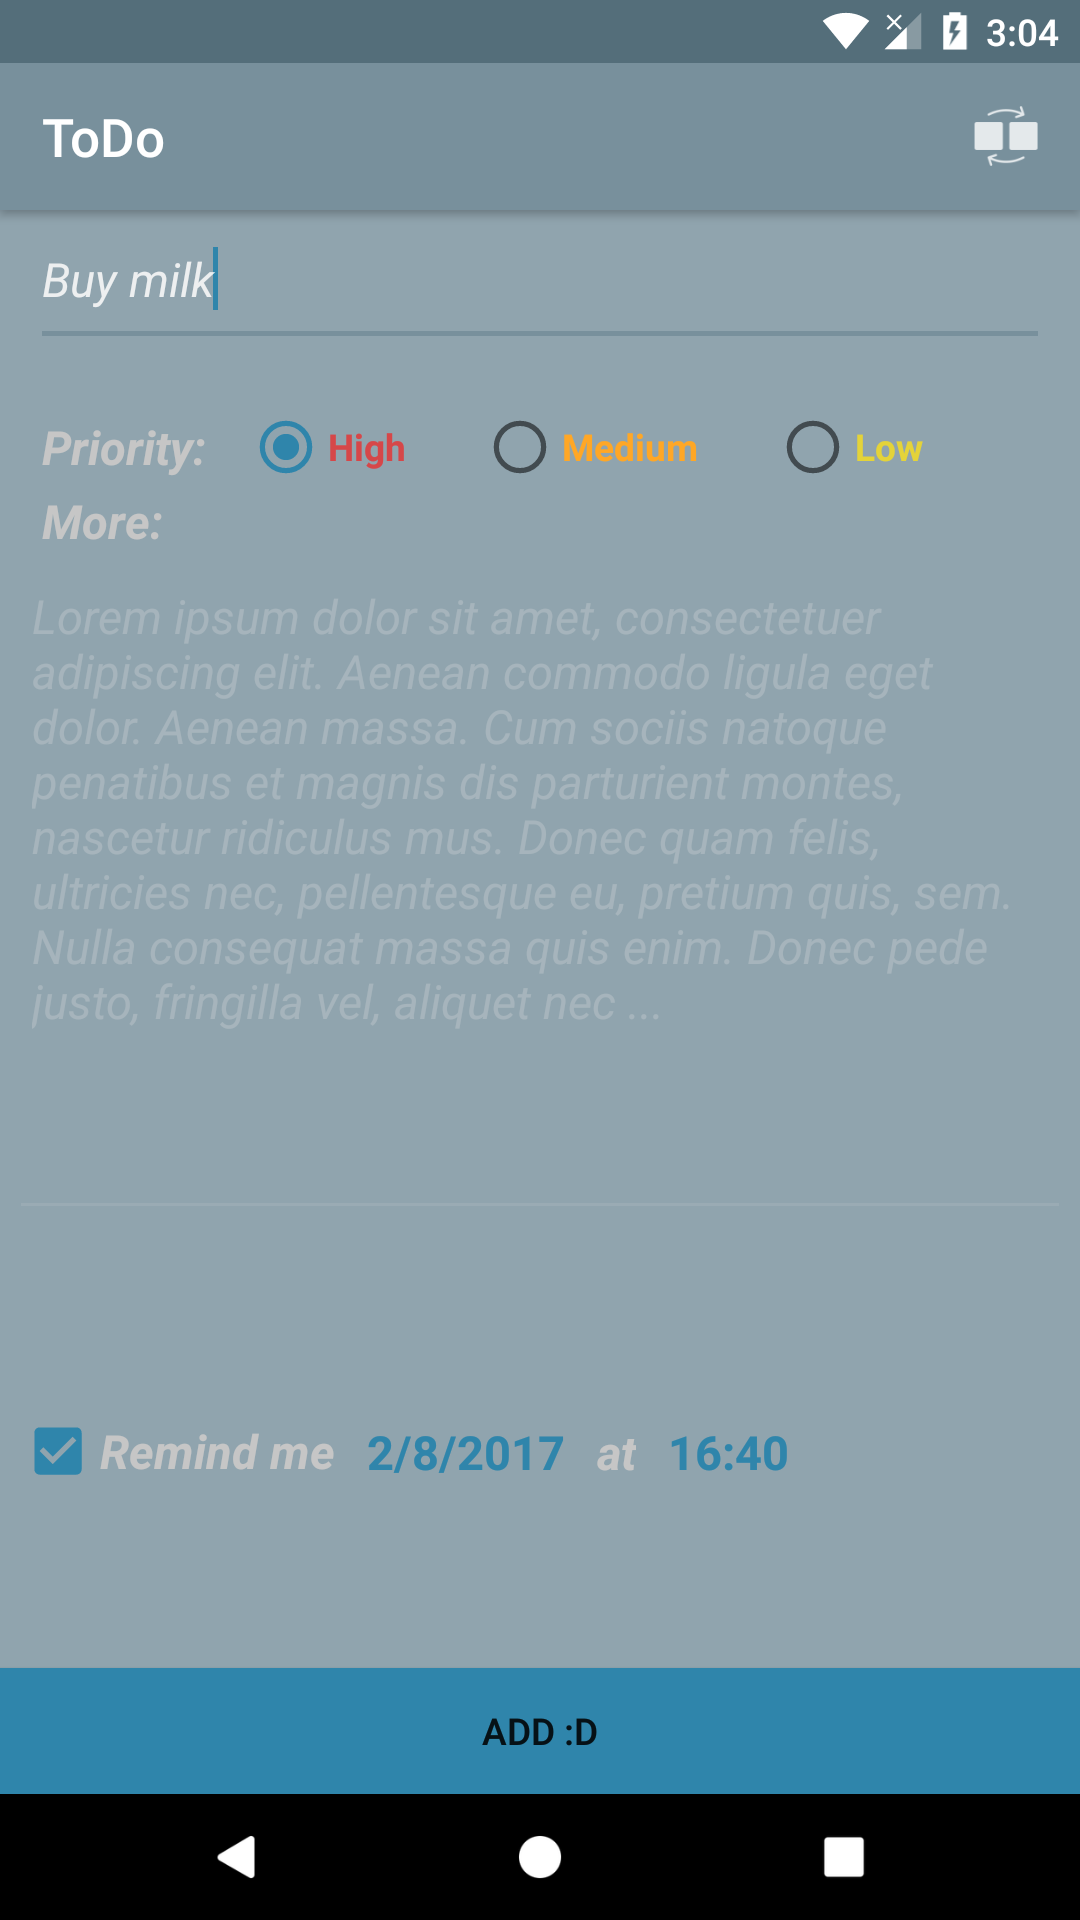 3:04
ToDo
Buy milk
Priority: High Medium Low
More:
Lorem ipsum dolor sit amet, consectetuer
adipiscing elit. Aenean commodo ligula eget
dolor. Aenean massa. Cum sociis natoque
penatibus et magnis dis parturient montes,
nascetur ridiculus mus. Donec quam felis,
ultricies nec, pellentesque eu, pretium quis, sem.
Nulla consequat massa quis enim. Donec pede
justo, fringilla vel, aliquet nec ...
Remind me 2/8/2017 at 16:40
ADD :D